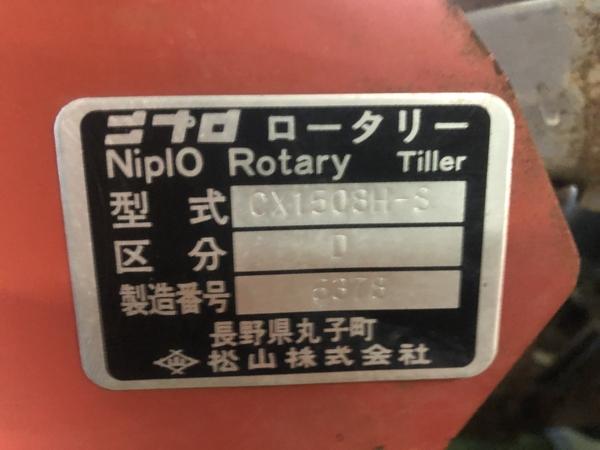 ニプロ ロータリー
NiplO Rotary Tiller
型式 CX1508H-S
区分 D
製造番号
長野県丸子町
松山株式会社